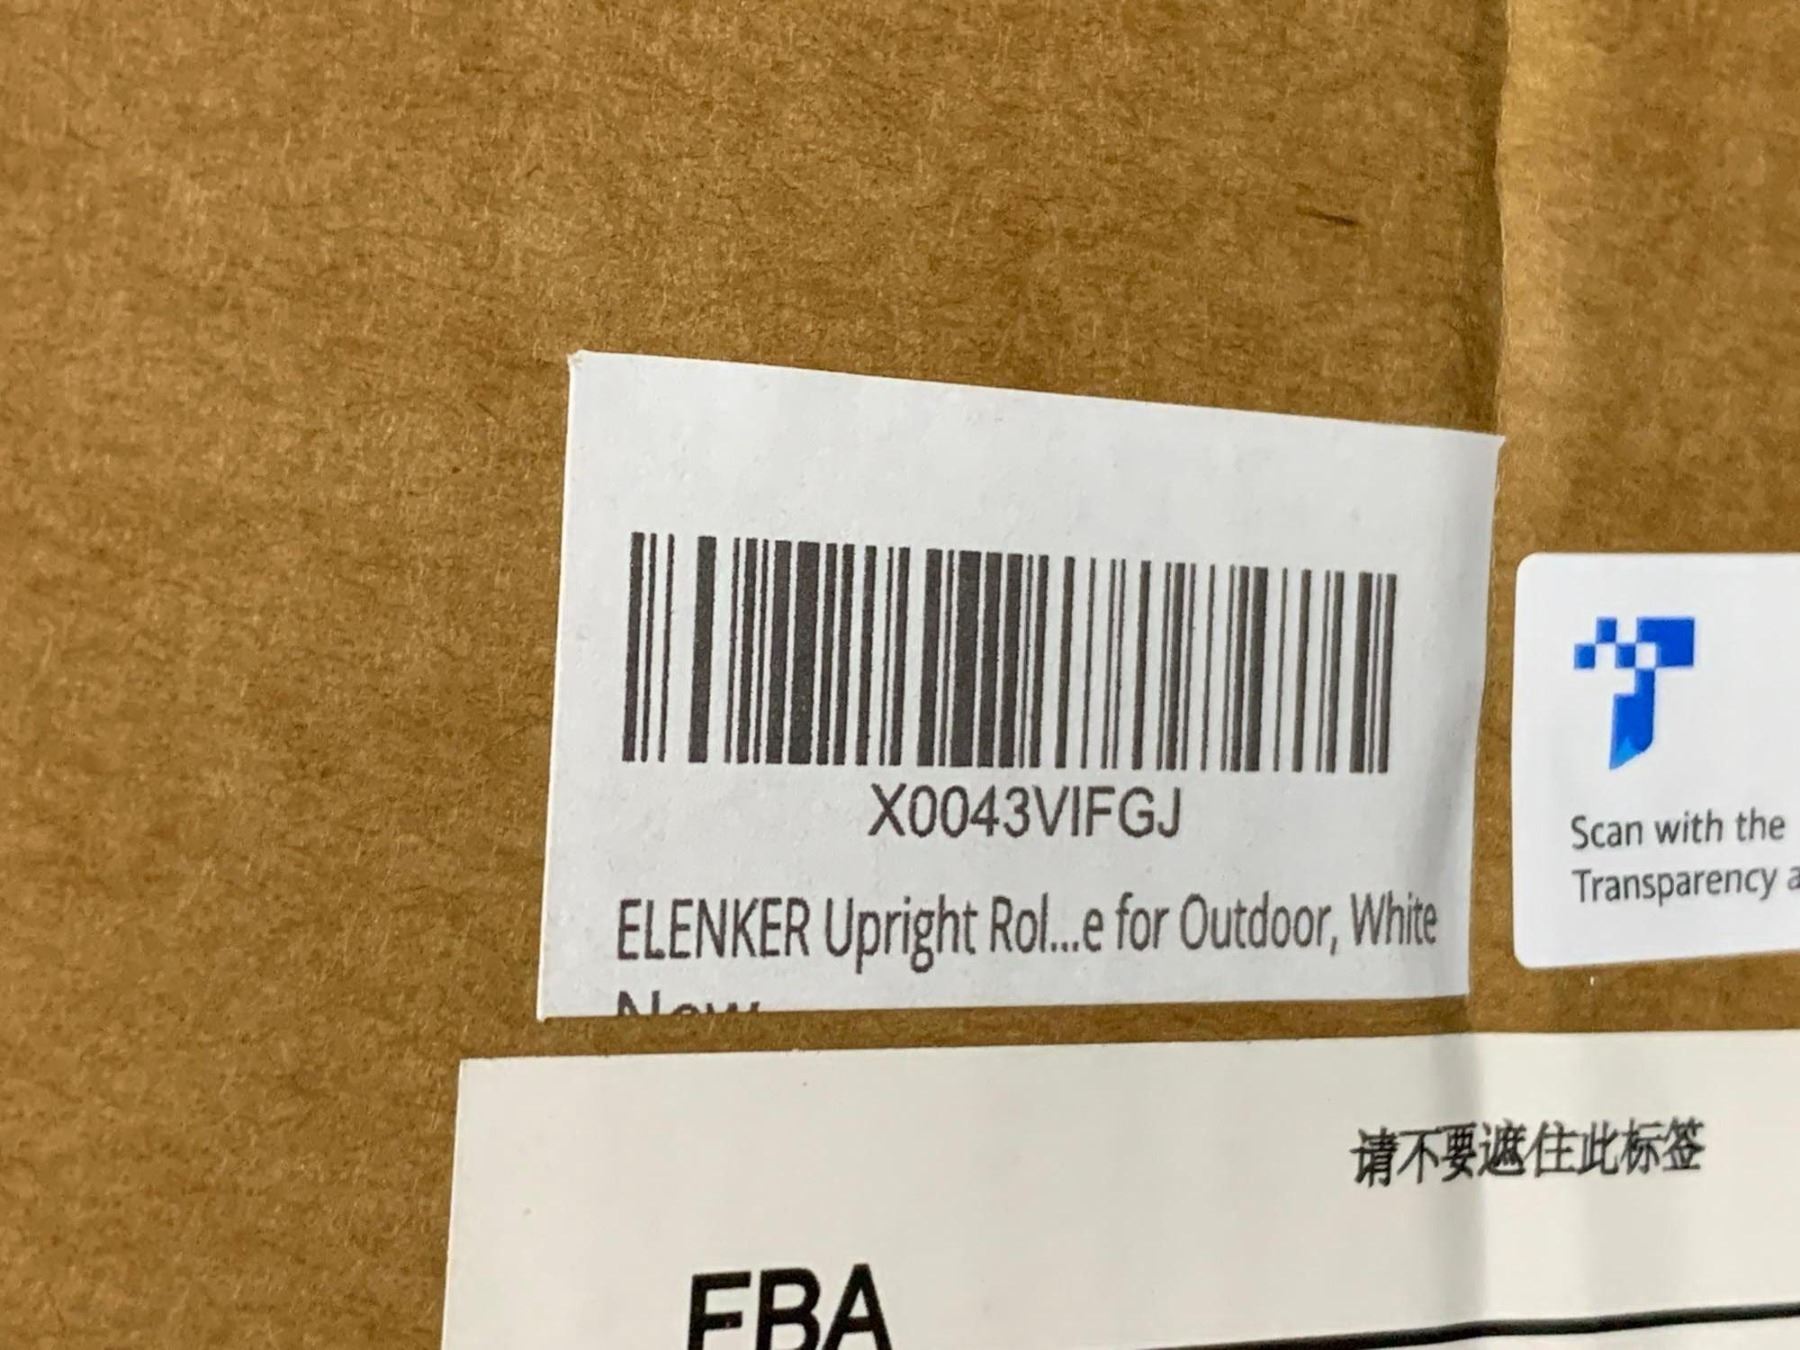 X0043VIFGJ
ELENKER Upright Rol...e for Outdoor, White
New
Scan with the
Transparency a
请不要遮住此标签
FBA